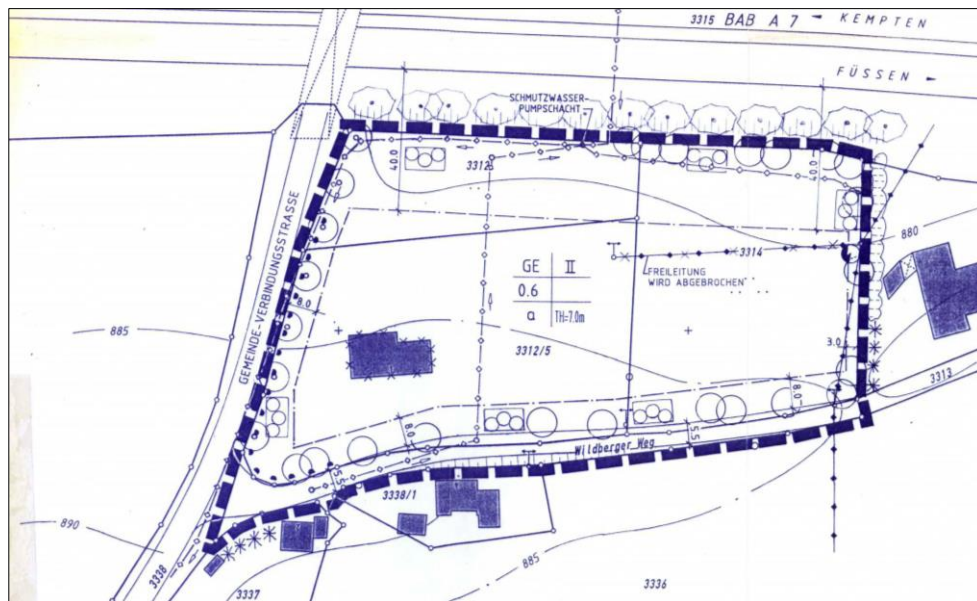 3315 BAB A 7 KEMPTEN
FÜSSEN
SCHMUTZWASSER-
PUMPSCHACHT
3312
40.0
40.0
GEMEINDE-VERBINDUNGSSTRASSE
880
3314
FREILEITUNG
WIRD ABGEBROCHEN
GE II
0.6
a TH=7.0m
8.0
885
3312/5
3.0
3313
8.0
8.0
5.5
Wildberger Weg
5.5
3338/1
890
885
3338
3337
3336